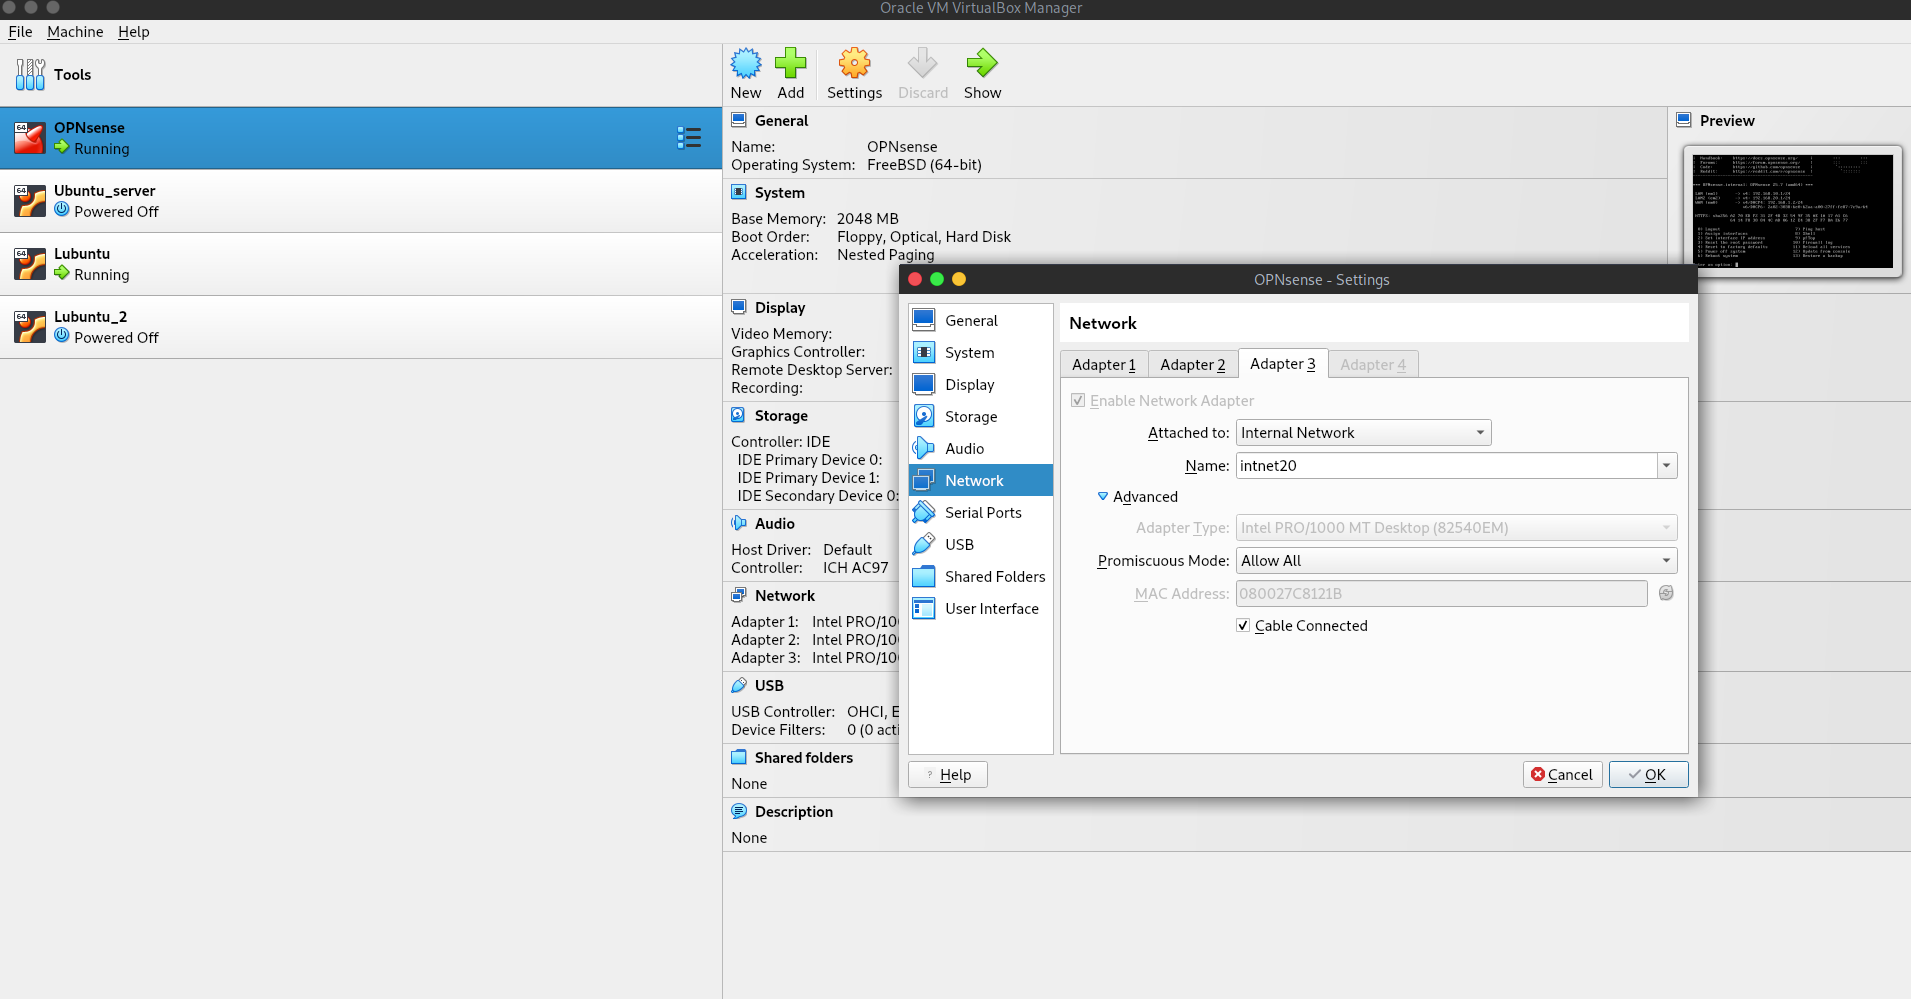 Oracle VM VirtualBox Manager
File Machine Help
Tools
New Add Settings Discard Show
64 OPNsense
Running
64 Ubuntu_server
Powered Off
64 Lubuntu
Running
64 Lubuntu_2
Powered Off
General
Name: OPNsense
Operating System: FreeBSD (64-bit)
System
Base Memory: 2048 MB
Boot Order: Floppy, Optical, Hard Disk
Acceleration: Nested Paging
Display
Video Memory:
Graphics Controller:
Remote Desktop Server:
Recording:
Storage
Controller: IDE
IDE Primary Device 0:
IDE Primary Device 1:
IDE Secondary Device 0:
Audio
Host Driver: Default
Controller: ICH AC97
Network
Adapter 1: Intel PRO/100
Adapter 2: Intel PRO/100
Adapter 3: Intel PRO/100
USB
USB Controller: OHCI, E
Device Filters: 0 (0 acti
Shared folders
None
Description
None
Preview
OPNsense - Settings
General
System
Display
Storage
Audio
Network
Serial Ports
USB
Shared Folders
User Interface
Network
Adapter 1 Adapter 2 Adapter 3 Adapter 4
Enable Network Adapter
Attached to: Internal Network
Name: intnet20
Advanced
Adapter Type: Intel PRO/1000 MT Desktop (82540EM)
Promiscuous Mode: Allow All
MAC Address: 080027C8121B
Cable Connected
? Help
Cancel OK